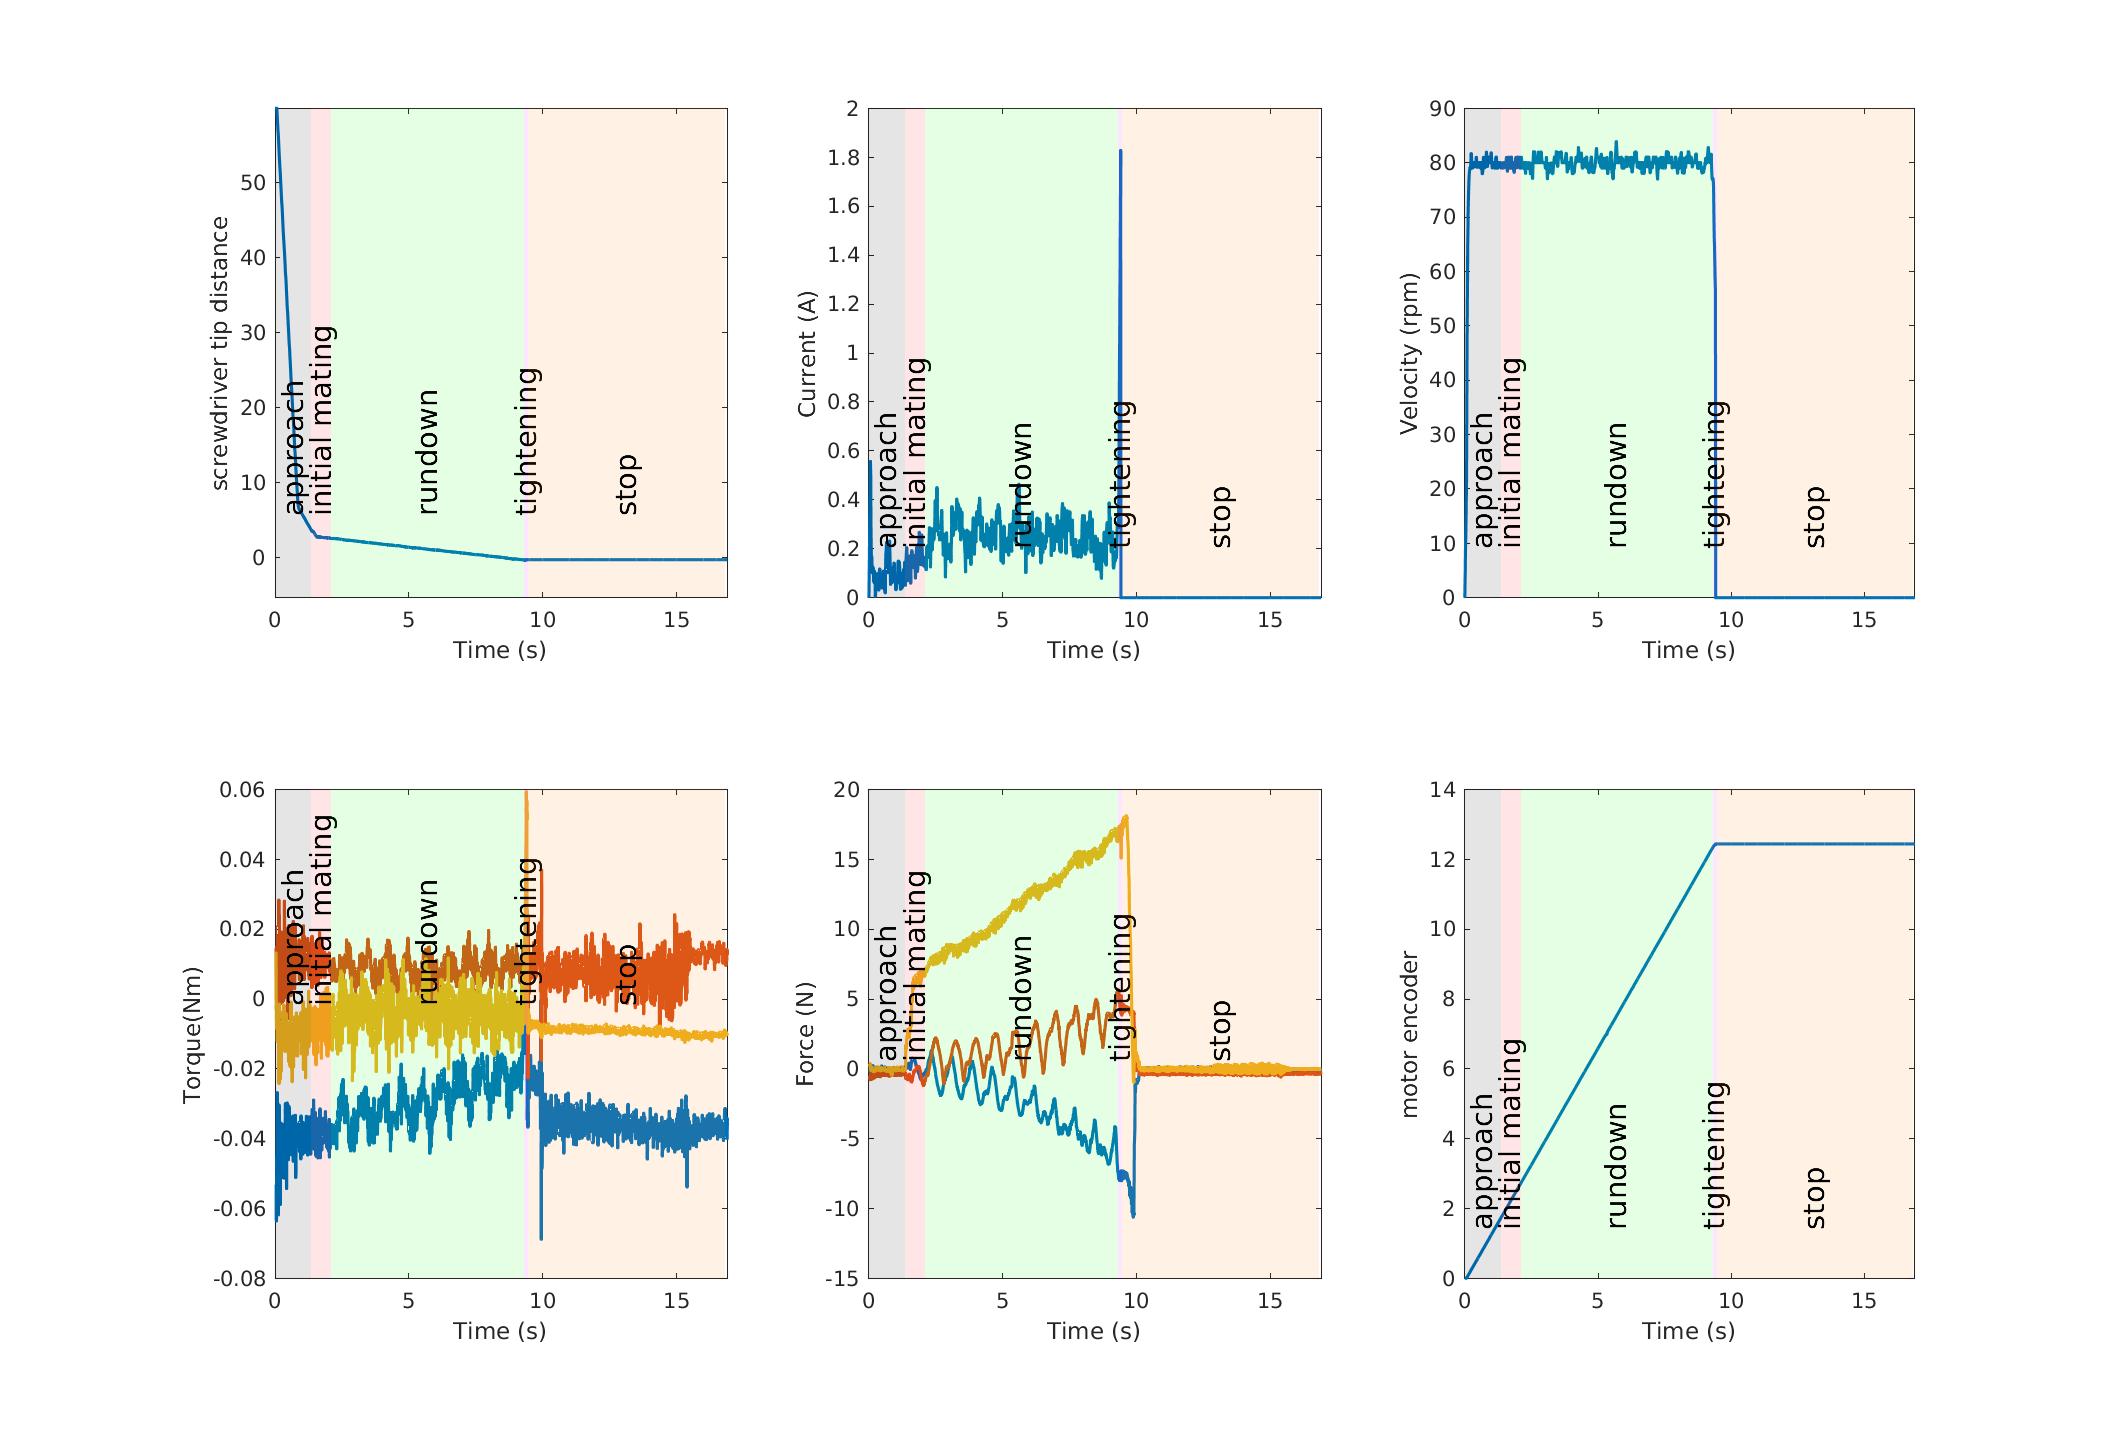 screwdriver tip distance
50
40
30
20
10
0
approach
initial mating
rundown
tightening
stop
0 5 10 15
Time (s)
Current (A)
2
1.8
1.6
1.4
1.2
1
0.8
0.6
0.4
0.2
0
approach
initial mating
rundown
tightening
stop
0 5 10 15
Time (s)
Velocity (rpm)
90
80
70
60
50
40
30
20
10
0
approach
initial mating
rundown
tightening
stop
0 5 10 15
Time (s)
Torque(Nm)
0.06
0.04
0.02
0
-0.02
-0.04
-0.06
-0.08
approach
initial mating
rundown
tightening
stop
0 5 10 15
Time (s)
Force (N)
20
15
10
5
0
-5
-10
-15
approach
initial mating
rundown
tightening
stop
0 5 10 15
Time (s)
motor encoder
14
12
10
8
6
4
2
0
approach
initial mating
rundown
tightening
stop
0 5 10 15
Time (s)